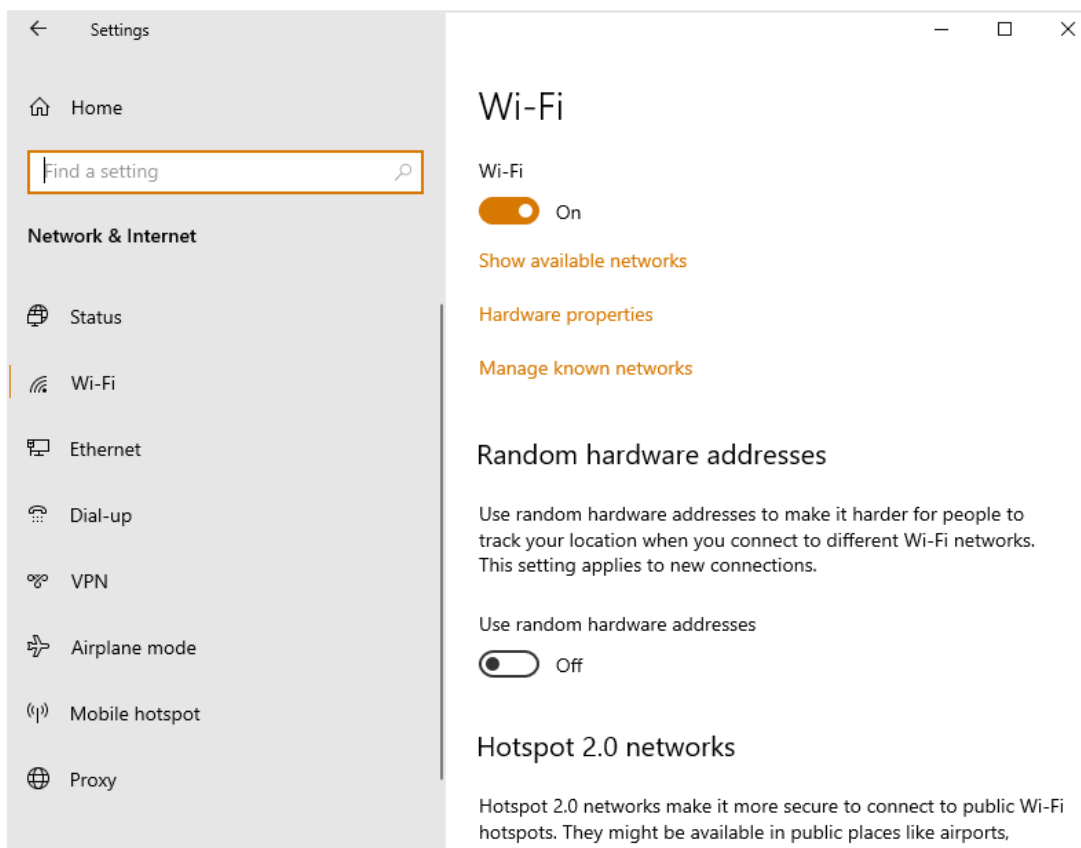 Settings
Home
Find a setting
Network & Internet
Status
Wi-Fi
Ethernet
Dial-up
VPN
Airplane mode
Mobile hotspot
Proxy
Wi-Fi
Wi-Fi
On
Show available networks
Hardware properties
Manage known networks
Random hardware addresses
Use random hardware addresses to make it harder for people to
track your location when you connect to different Wi-Fi networks.
This setting applies to new connections.
Use random hardware addresses
Off
Hotspot 2.0 networks
Hotspot 2.0 networks make it more secure to connect to public Wi-Fi
hotspots. They might be available in public places like airports,